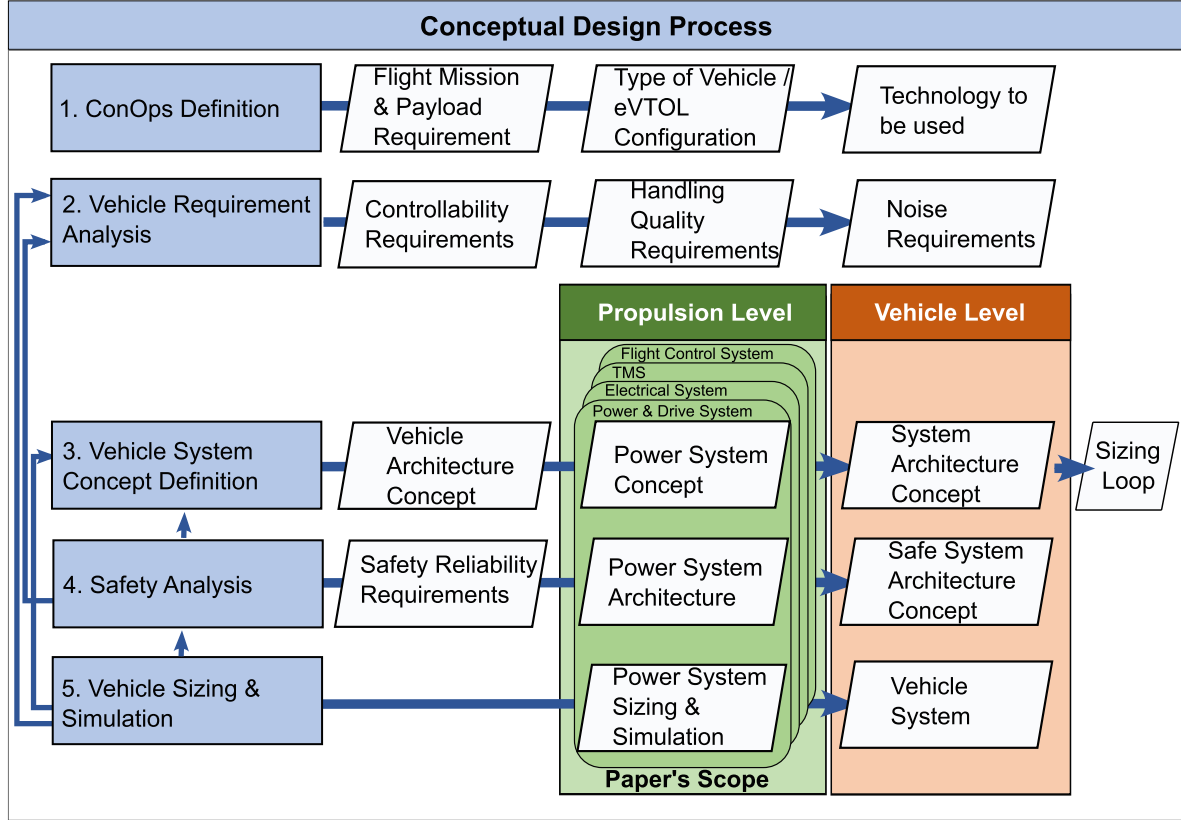 Conceptual Design Process
1. ConOps Definition
Flight Mission
& Payload
Requirement
Type of Vehicle /
eVTOL
Configuration
Technology to
be used
2. Vehicle Requirement
Analysis
Controllability
Requirements
Handling
Quality
Requirements
Noise
Requirements
Propulsion Level
Vehicle Level
Flight Control System
TMS
Electrical System
Power & Drive System
3. Vehicle System
Concept Definition
Vehicle
Architecture
Concept
Power System
Concept
System
Architecture
Concept
Sizing
Loop
4. Safety Analysis
Safety Reliability
Requirements
Power System
Architecture
Safe System
Architecture
Concept
5. Vehicle Sizing &
Simulation
Power System
Sizing &
Simulation
Vehicle
System
Paper's Scope